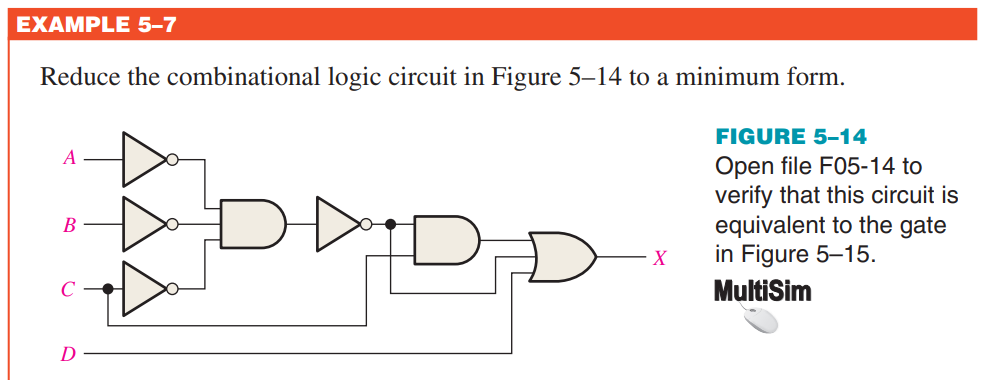 EXAMPLE 5–7
Reduce the combinational logic circuit in Figure 5–14 to a minimum form.
FIGURE 5–14
Open file F05-14 to
verify that this circuit is
equivalent to the gate
in Figure 5–15.
MultiSim
A
B
C
D
X